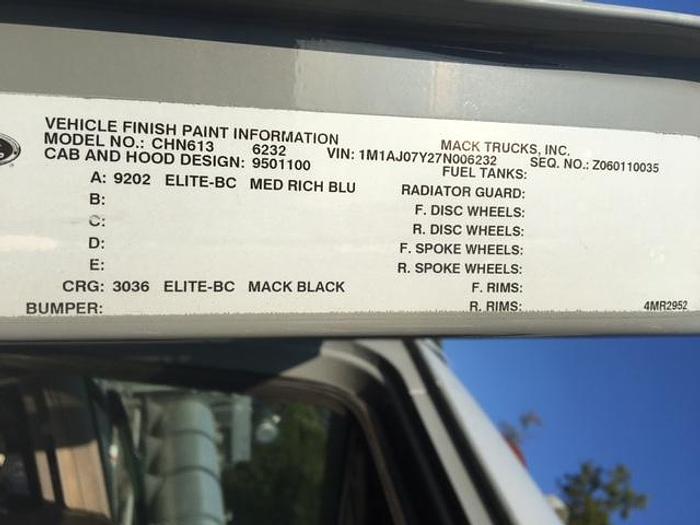 VEHICLE FINISH PAINT INFORMATION
MODEL NO.: CHN613 6232 MACK TRUCKS, INC.
CAB AND HOOD DESIGN: 9501100 VIN: 1M1AJ07Y27N006232 SEQ. NO.: Z060110035
FUEL TANKS:
A: 9202 ELITE-BC MED RICH BLU RADIATOR GUARD:
B: F. DISC WHEELS:
C: R. DISC WHEELS:
D: F. SPOKE WHEELS:
E: R. SPOKE WHEELS:
CRG: 3036 ELITE-BC MACK BLACK F. RIMS:
BUMPER: R. RIMS: 4MR2952